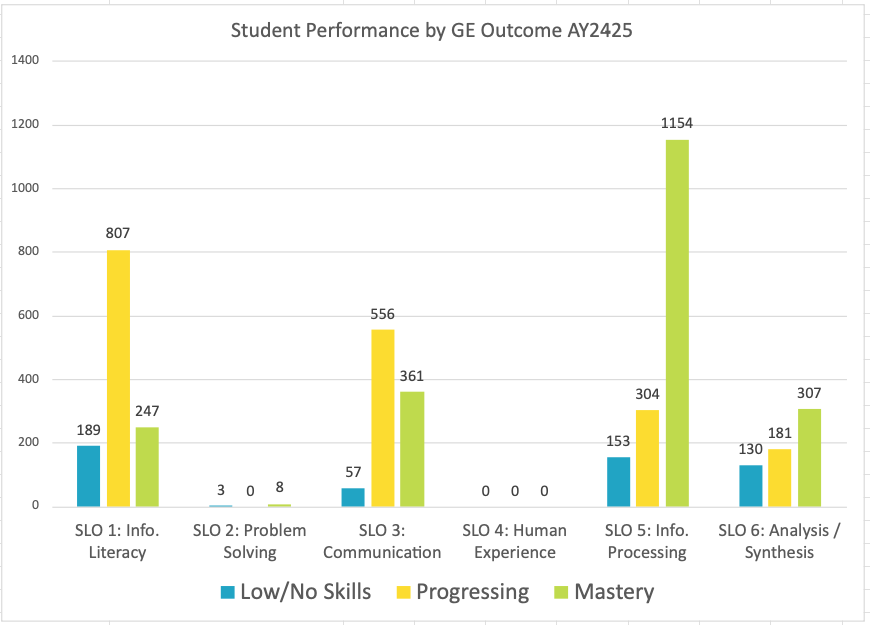 Student Performance by GE Outcome AY2425
1400
1200
1000
800
600
400
200
0
189
807
247
3
0
8
57
556
361
0
0
0
153
304
1154
130
181
307
SLO 1: Info.
Literacy
SLO 2: Problem
Solving
SLO 3:
Communication
SLO 4: Human
Experience
SLO 5: Info.
Processing
SLO 6: Analysis /
Synthesis
Low/No Skills
Progressing
Mastery